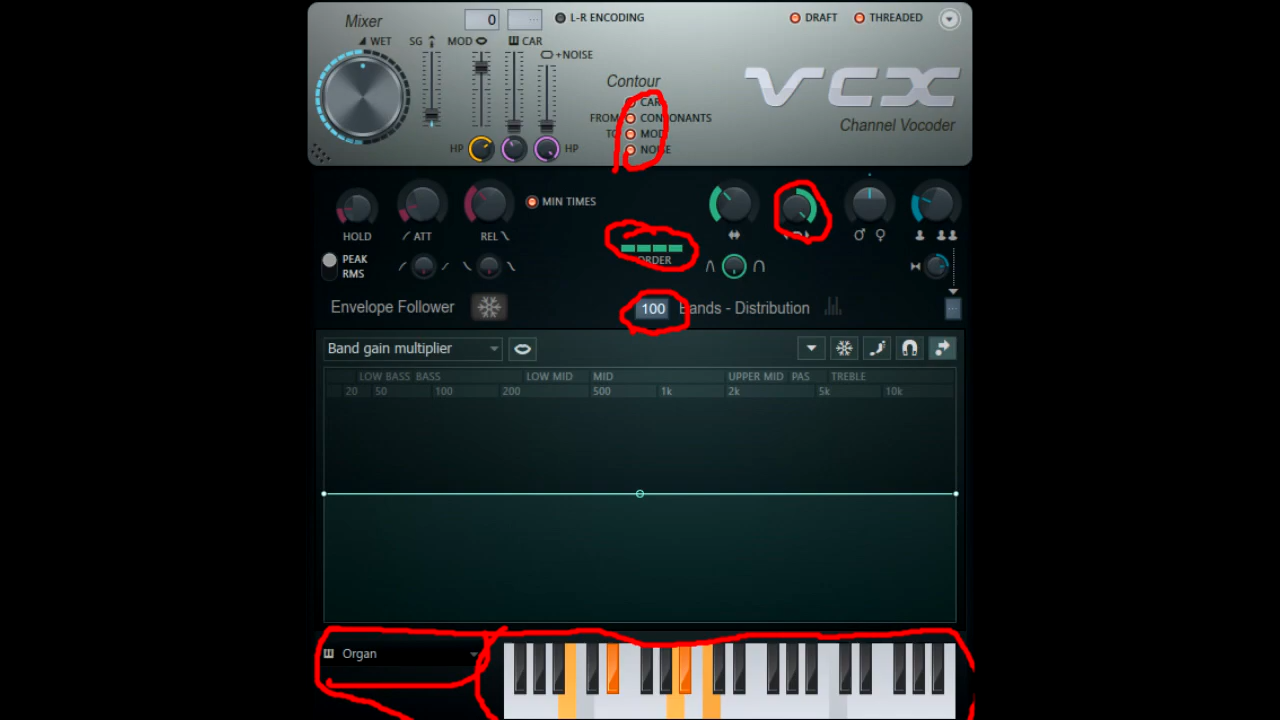 Mixer
0
L-R ENCODING
DRAFT
THREADED
WET
SG
MOD
CAR
+NOISE
HP
HP
Contour
CAR
FROM
CONSONANTS
TO
MOD
NOISE
VCX
Channel Vocoder
HOLD
ATT
REL
MIN TIMES
ORDER
PEAK
RMS
Envelope Follower
100
Bands - Distribution
Band gain multiplier
LOW BASS BASS LOW MID MID UPPER MID PAS TREBLE
20 50 100 200 500 1k 2k 5k 10k
Organ